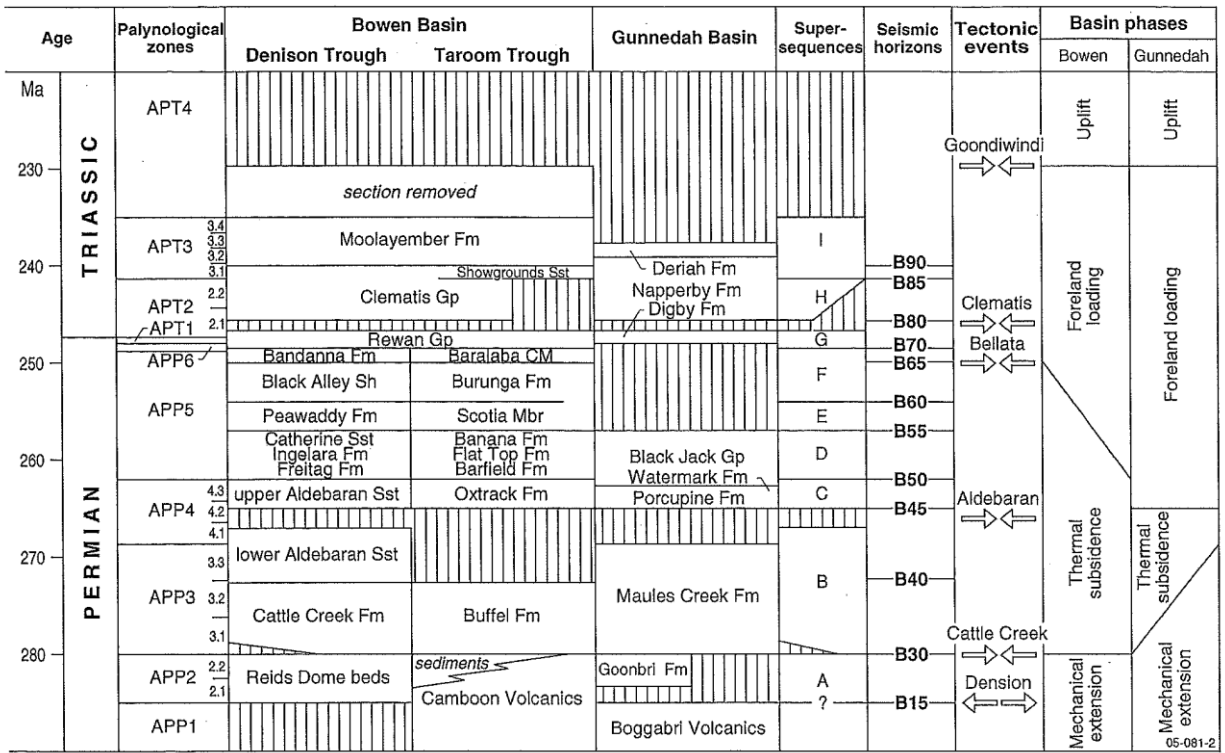 Age
Palynological zones
Bowen Basin
Denison Trough
Taroom Trough
Gunnedah Basin
Super-
sequences
Seismic
horizons
Tectonic
events
Basin phases
Bowen
Gunnedah
Ma
230
240
250
260
270
280
TRIASSIC
PERMIAN
APT4
APT3
3.4
3.3
3.2
3.1
APT2
2.2
2.1
APT1
APP6
APP5
APP4
4.3
4.2
4.1
APP3
3.3
3.2
3.1
APP2
2.2
2.1
APP1
section removed
Moolayember Fm
Showgrounds Sst
Clematis Gp
Rewan Gp
Bandanna Fm
Baralaba CM
Black Alley Sh
Burunga Fm
Peawaddy Fm
Scotia Mbr
Catherine Sst
Ingelara Fm
Freitag Fm
Banana Fm
Flat Top Fm
Barfield Fm
upper Aldebaran Sst
Oxtrack Fm
lower Aldebaran Sst
Cattle Creek Fm
Buffel Fm
Reids Dome beds
sediments
Camboon Volcanics
Deriah Fm
Napperby Fm
Digby Fm
Black Jack Gp
Watermark Fm
Porcupine Fm
Maules Creek Fm
Goonbri Fm
Boggabri Volcanics
I
H
G
F
E
D
C
B
A
?
B90
B85
B80
B70
B65
B60
B55
B50
B45
B40
B30
B15
Goondiwindi
Clematis
Bellata
Aldebaran
Cattle Creek
Dension
Uplift
Foreland
loading
Thermal
subsidence
Mechanical
extension
Uplift
Foreland loading
Thermal
subsidence
Mechanical
extension
05-081-2